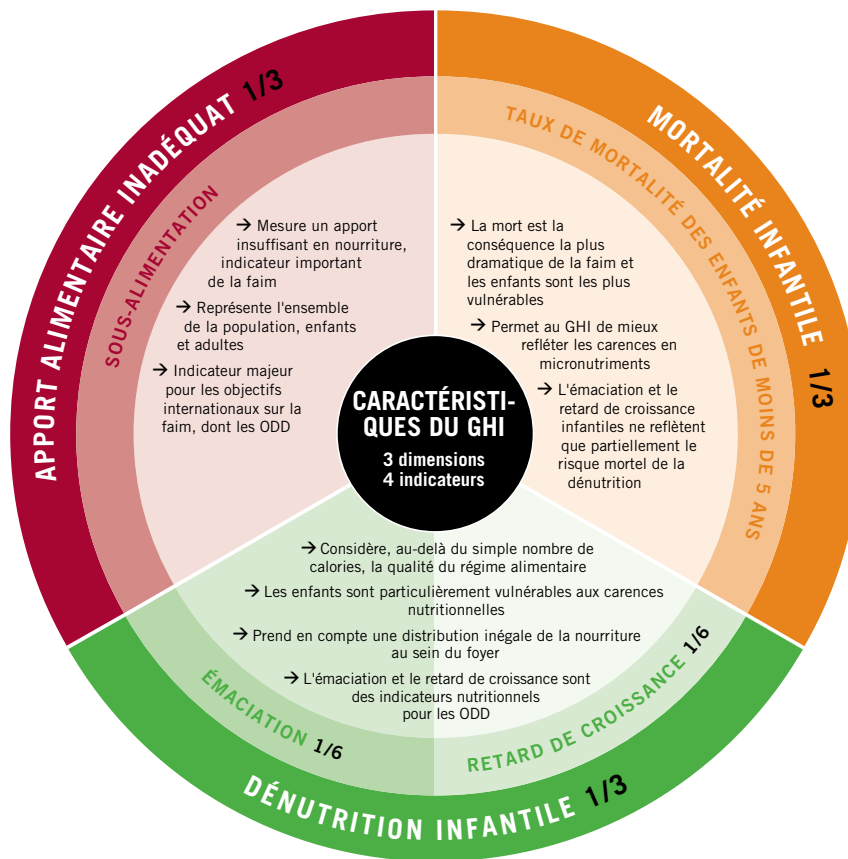 APPORT ALIMENTAIRE INADÉQUAT 1/3
SOUS-ALIMENTATION
→ Mesure un apport
insuffisant en nourriture,
indicateur important
de la faim
→ Représente l'ensemble
de la population, enfants
et adultes
→ Indicateur majeur
pour les objectifs
internationaux sur la
faim, dont les ODD
MORTALITÉ INFANTILE 1/3
TAUX DE MORTALITÉ DES ENFANTS DE MOINS DE 5 ANS
→ La mort est la
conséquence la plus
dramatique de la faim et
les enfants sont les plus
vulnérables
→ Permet au GHI de mieux
refléter les carences en
micronutriments
→ L'émaciation et le
retard de croissance
infantiles ne reflètent
que partiellement le
risque mortel de la
dénutrition
CARACTÉRISTI-
QUES DU GHI
3 dimensions
4 indicateurs
→ Considère, au-delà du simple nombre de
calories, la qualité du régime alimentaire
→ Les enfants sont particulièrement vulnérables aux carences
nutritionnelles
→ Prend en compte une distribution inégale de la nourriture
au sein du foyer
→ L'émaciation et le retard de croissance sont
des indicateurs nutritionnels
pour les ODD
ÉMACIATION 1/6
RETARD DE CROISSANCE 1/6
DÉNUTRITION INFANTILE 1/3